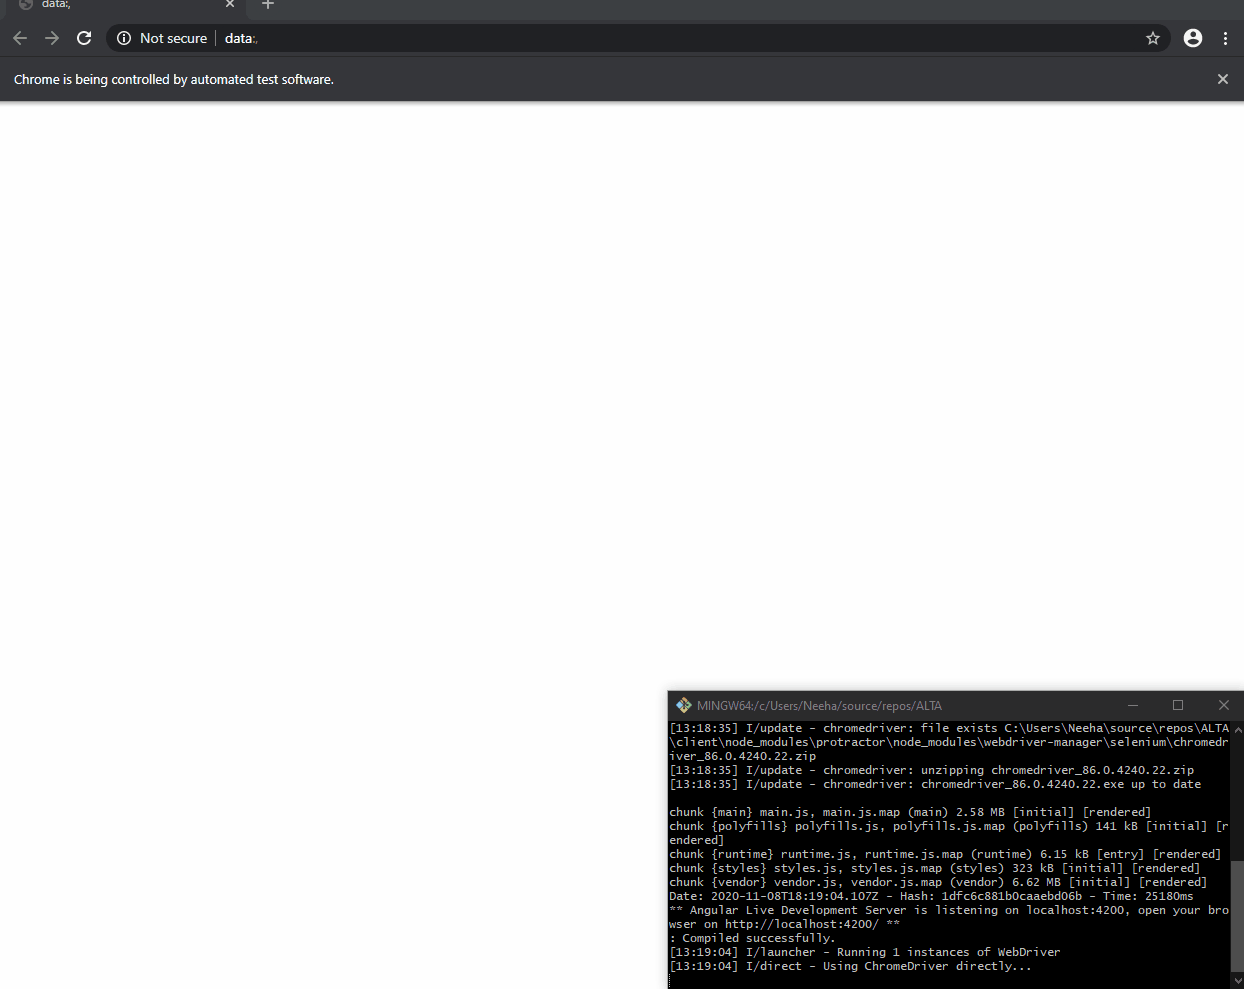 data:,
Not secure data:,
Chrome is being controlled by automated test software.
MINGW64:/c/Users/Neeha/source/repos/ALTA
[13:18:35] I/update - chromedriver: file exists C:\Users\Neeha\source\repos\ALTA
\client\node_modules\protractor\node_modules\webdriver-manager\selenium\chromedr
iver_86.0.4240.22.zip
[13:18:35] I/update - chromedriver: unzipping chromedriver_86.0.4240.22.zip
[13:18:35] I/update - chromedriver: chromedriver_86.0.4240.22.exe up to date
chunk {main} main.js, main.js.map (main) 2.58 MB [initial] [rendered]
chunk {polyfills} polyfills.js, polyfills.js.map (polyfills) 141 kB [initial] [r
endered]
chunk {runtime} runtime.js, runtime.js.map (runtime) 6.15 kB [entry] [rendered]
chunk {styles} styles.js, styles.js.map (styles) 323 kB [initial] [rendered]
chunk {vendor} vendor.js, vendor.js.map (vendor) 6.62 MB [initial] [rendered]
Date: 2020-11-08T18:19:04.107Z - Hash: 1dfc6c881b0caaebd06b - Time: 25180ms
** Angular Live Development Server is listening on localhost:4200, open your bro
wser on http://localhost:4200/ **
: Compiled successfully.
[13:19:04] I/launcher - Running 1 instances of WebDriver
[13:19:04] I/direct - Using ChromeDriver directly...